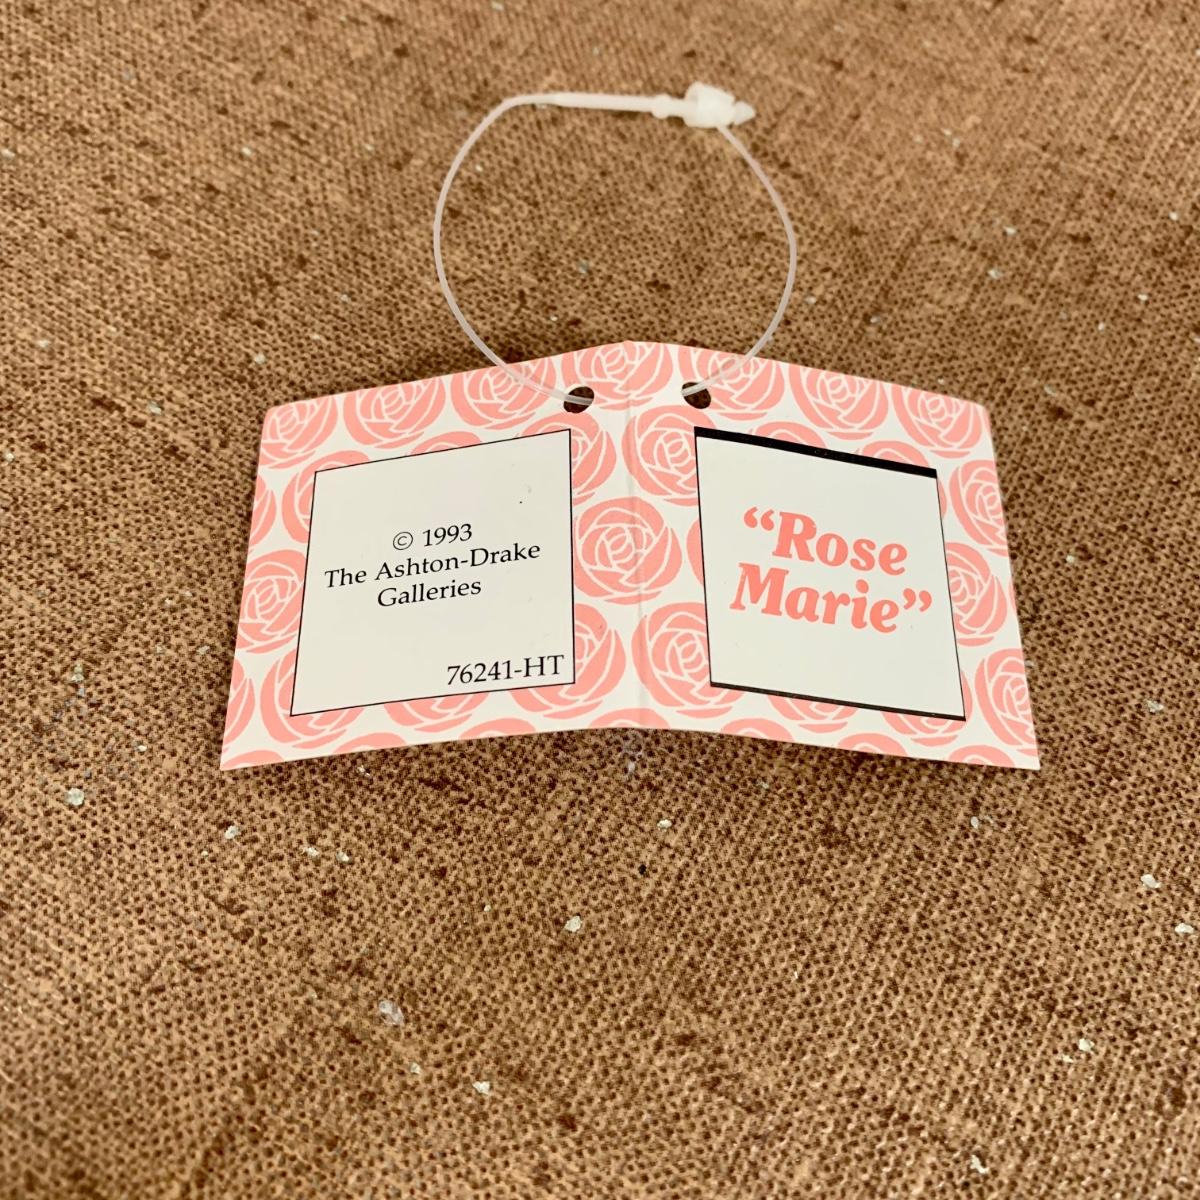 © 1993
The Ashton-Drake
Galleries
76241-HT
“Rose
Marie”